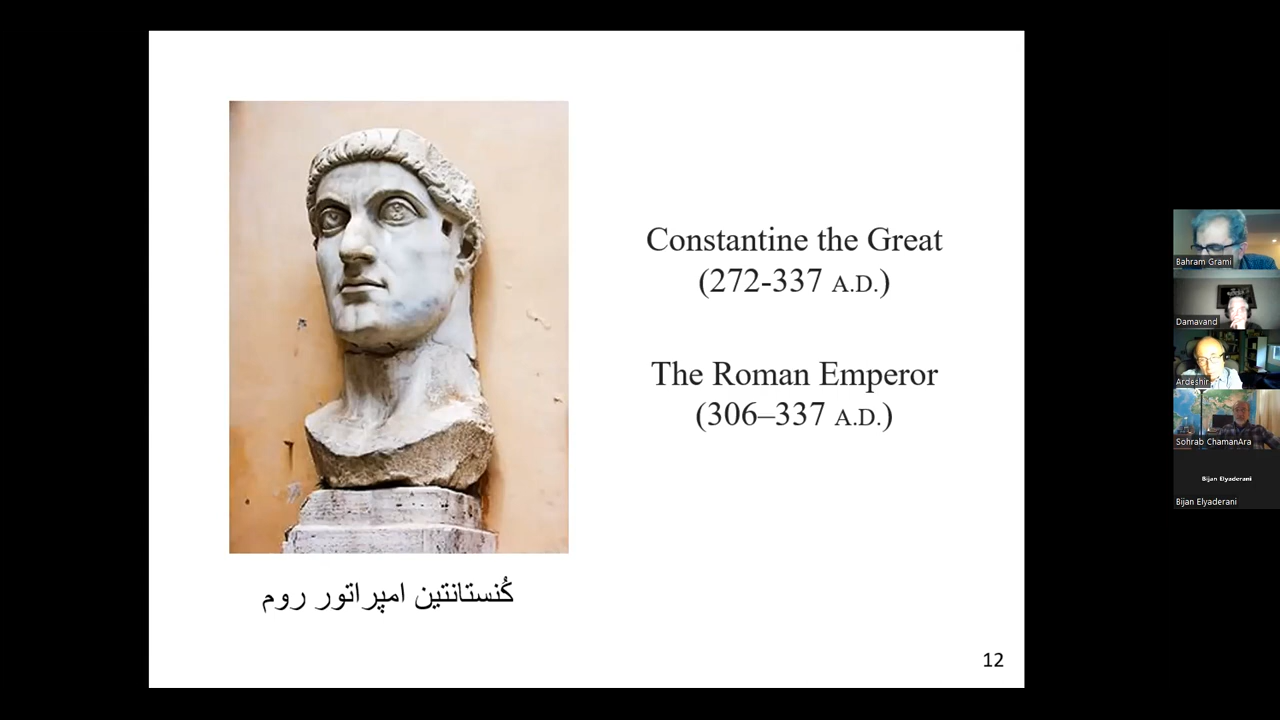 Constantine the Great
(272-337 A.D.)
The Roman Emperor
(306–337 A.D.)
کُنستانتین امپراتور روم
12
Bahram Grami
Damavand
Ardeshir
Sohrab ChamanAra
Bijan Elyaderani
Bijan Elyaderani